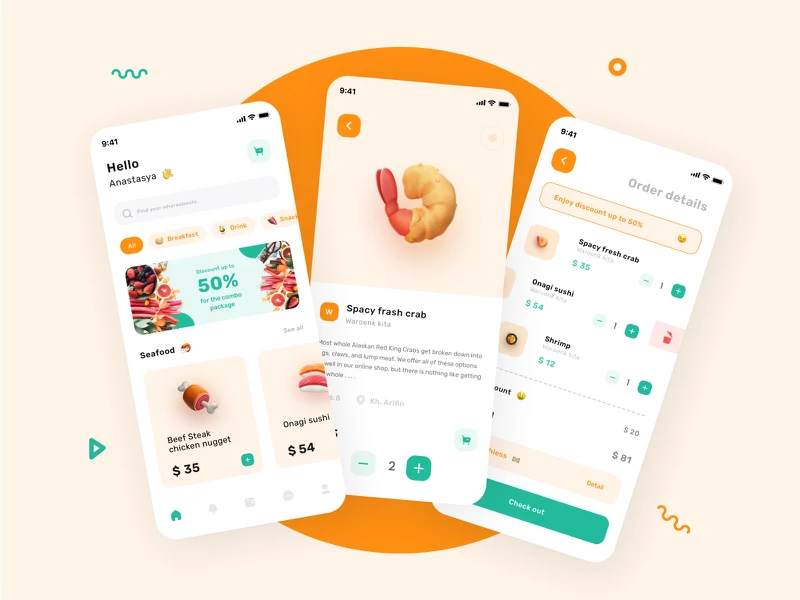 9:41
Hello
Anastasya
Find your whereabouts
All
Breakfast
Drink
Snack
Discount up to
50%
for the combo
package
Seafood
See all
Beef Steak
chicken nugget
$ 35
Onagi sushi
$ 54
9:41
W
Spacy frash crab
Waroenk kita
Most whole Alaskan Red King Crabs get broken down into
gs, claws, and lump meat. We offer all of these options
well in our online shop, but there is nothing like getting
whole . . . .
6.8
Kh. Arifin
2
9:41
Order details
Enjoy discount up to 50%
Spacy fresh crab
Waroenk kita
$ 35
1
Onagi sushi
Waroenk kita
$ 54
1
Shrimp
Waroenk kita
$ 12
1
ount
$ 20
$ 81
hless
Detail
Check out